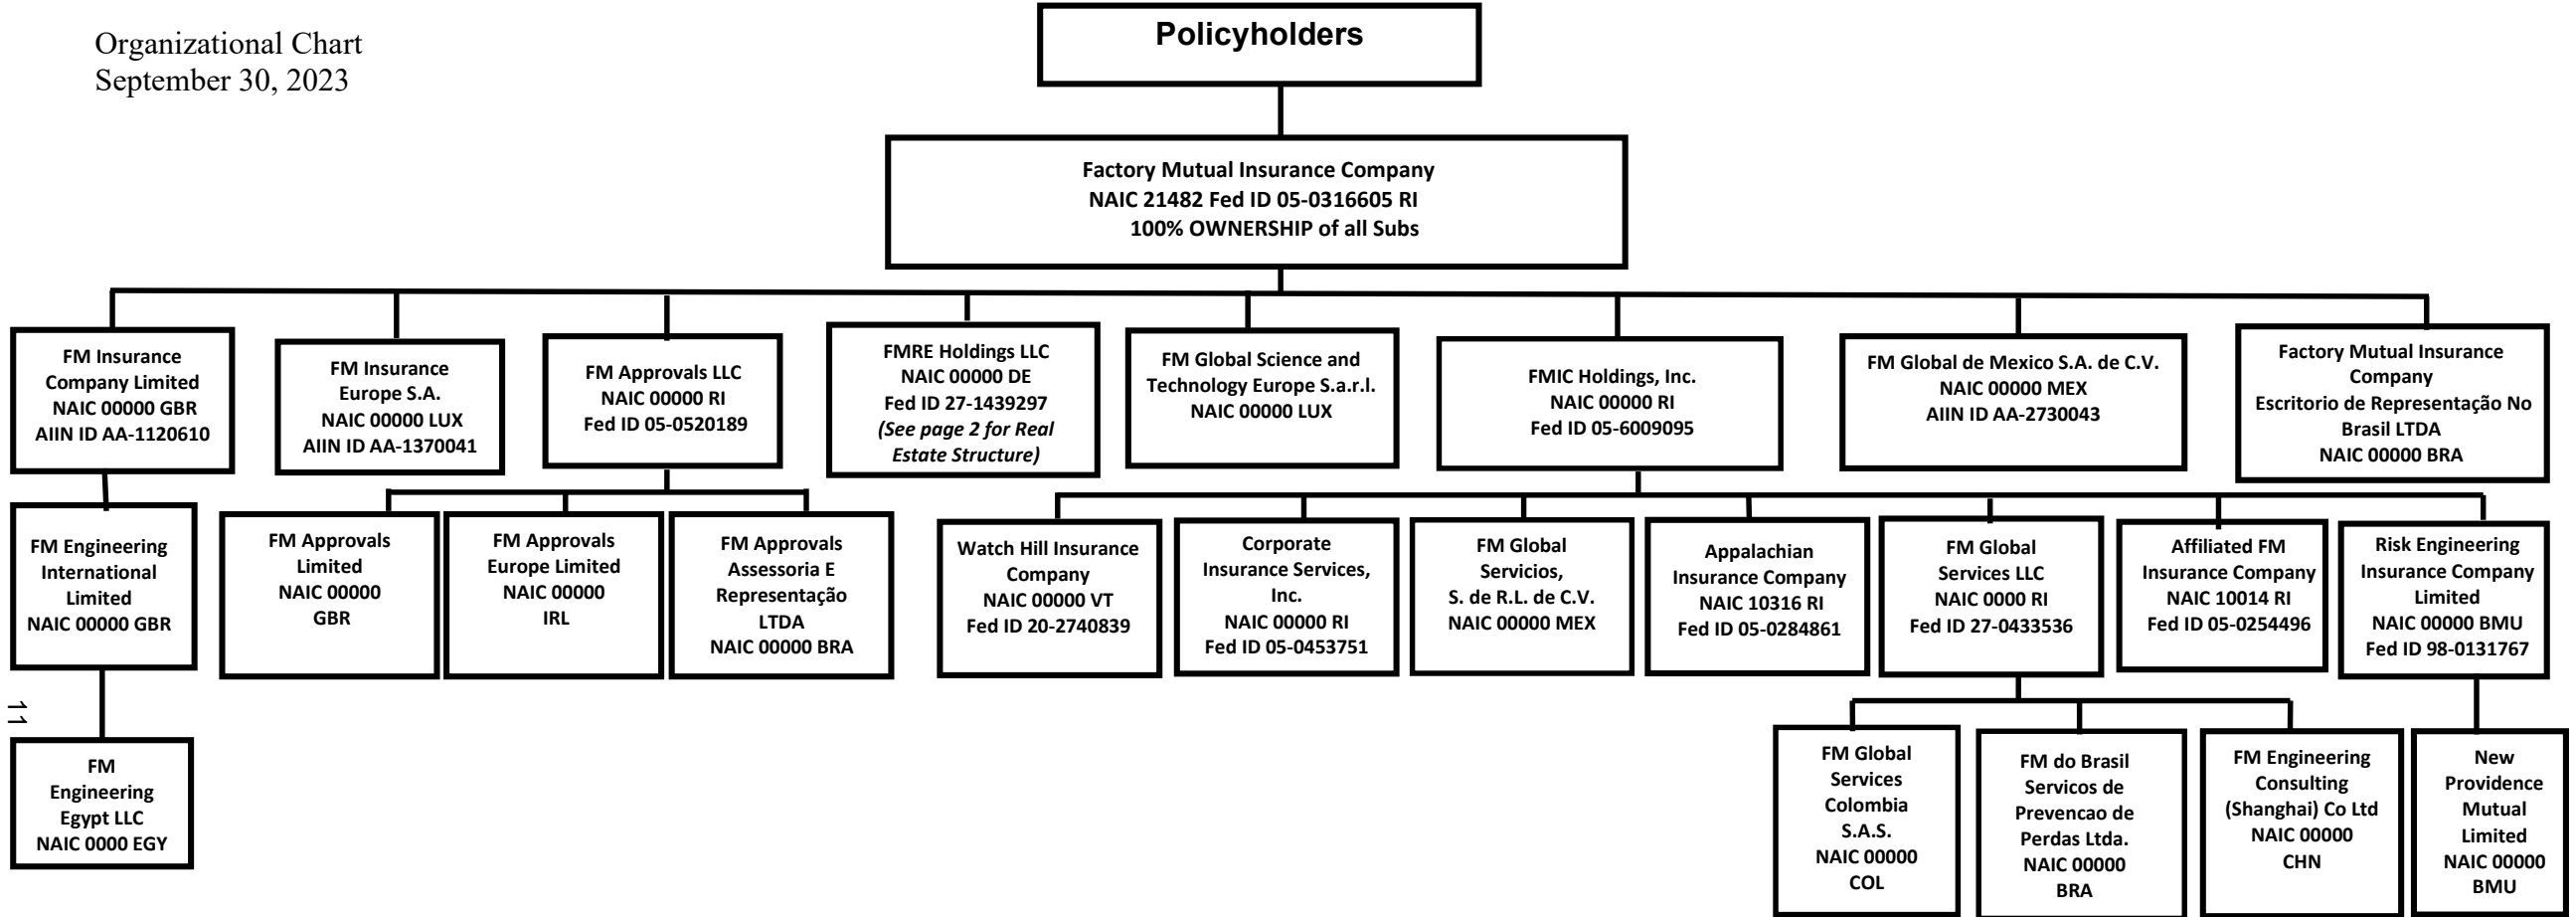 Organizational Chart
September 30, 2023
Policyholders
Factory Mutual Insurance Company
NAIC 21482 Fed ID 05-0316605 RI
100% OWNERSHIP of all Subs
FM Insurance
Company Limited
NAIC 00000 GBR
AIIN ID AA-1120610
FM Insurance
Europe S.A.
NAIC 00000 LUX
AIIN ID AA-1370041
FM Approvals LLC
NAIC 00000 RI
Fed ID 05-0520189
FMRE Holdings LLC
NAIC 00000 DE
Fed ID 27-1439297
(See page 2 for Real
Estate Structure)
FM Global Science and
Technology Europe S.a.r.l.
NAIC 00000 LUX
FMIC Holdings, Inc.
NAIC 00000 RI
Fed ID 05-6009095
FM Global de Mexico S.A. de C.V.
NAIC 00000 MEX
AIIN ID AA-2730043
Factory Mutual Insurance
Company
Escritorio de Representação No
Brasil LTDA
NAIC 00000 BRA
FM Engineering
International
Limited
NAIC 00000 GBR
FM Approvals
Limited
NAIC 00000
GBR
FM Approvals
Europe Limited
NAIC 00000
IRL
FM Approvals
Assessoria E
Representação
LTDA
NAIC 00000 BRA
Watch Hill Insurance
Company
NAIC 00000 VT
Fed ID 20-2740839
Corporate
Insurance Services,
Inc.
NAIC 00000 RI
Fed ID 05-0453751
FM Global
Servicios,
S. de R.L. de C.V.
NAIC 00000 MEX
Appalachian
Insurance Company
NAIC 10316 RI
Fed ID 05-0284861
FM Global
Services LLC
NAIC 0000 RI
Fed ID 27-0433536
Affiliated FM
Insurance Company
NAIC 10014 RI
Fed ID 05-0254496
Risk Engineering
Insurance Company
Limited
NAIC 00000 BMU
Fed ID 98-0131767
11
FM
Engineering
Egypt LLC
NAIC 0000 EGY
FM Global
Services
Colombia
S.A.S.
NAIC 00000
COL
FM do Brasil
Servicos de
Prevencao de
Perdas Ltda.
NAIC 00000
BRA
FM Engineering
Consulting
(Shanghai) Co Ltd
NAIC 00000
CHN
New
Providence
Mutual
Limited
NAIC 00000
BMU